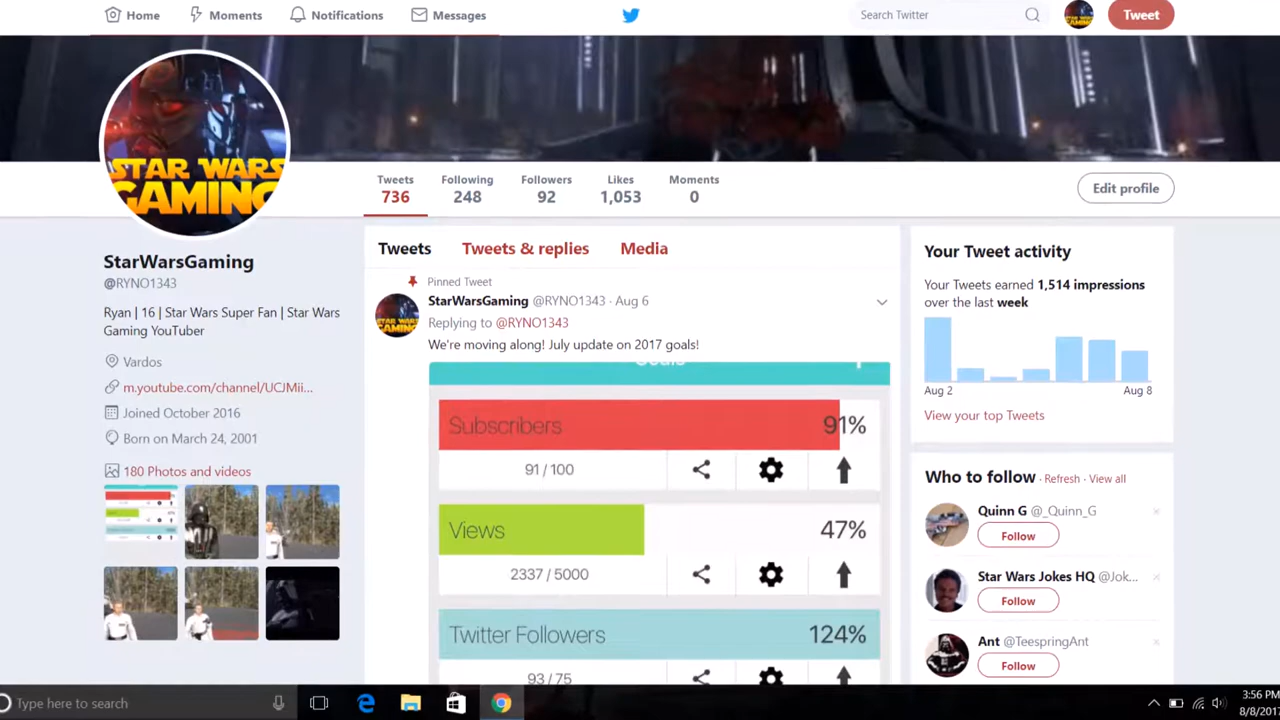 Home
Moments
Notifications
Messages
Search Twitter
Tweet
STAR WARS
GAMING
Tweets
736
Following
248
Followers
92
Likes
1,053
Moments
0
Edit profile
StarWarsGaming
@RYNO1343
Ryan | 16 | Star Wars Super Fan | Star Wars
Gaming YouTuber
Vardos
m.youtube.com/channel/UCJMii...
Joined October 2016
Born on March 24, 2001
180 Photos and videos
Tweets
Tweets & replies
Media
Pinned Tweet
StarWarsGaming @RYNO1343 · Aug 6
Replying to @RYNO1343
We're moving along! July update on 2017 goals!
Goals
Subscribers 91%
91 / 100
Views 47%
2337 / 5000
Twitter Followers 124%
93 / 75
Your Tweet activity
Your Tweets earned 1,514 impressions
over the last week
Aug 2
Aug 8
View your top Tweets
Who to follow · Refresh · View all
Quinn G @_Quinn_G
Follow
Star Wars Jokes HQ @Jok...
Follow
Ant @TeespringAnt
Follow
Type here to search
3:56 PM
8/8/2017